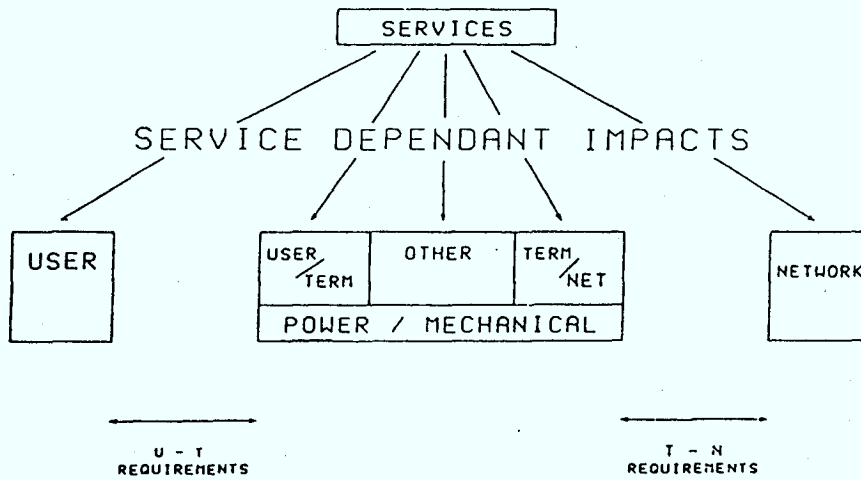 SERVICES
SERVICE DEPENDANT IMPACTS
USER
USER
/ TERM
OTHER
TERM
/ NET
NETWORK
POWER / MECHANICAL
U - T
REQUIREMENTS
T - N
REQUIREMENTS